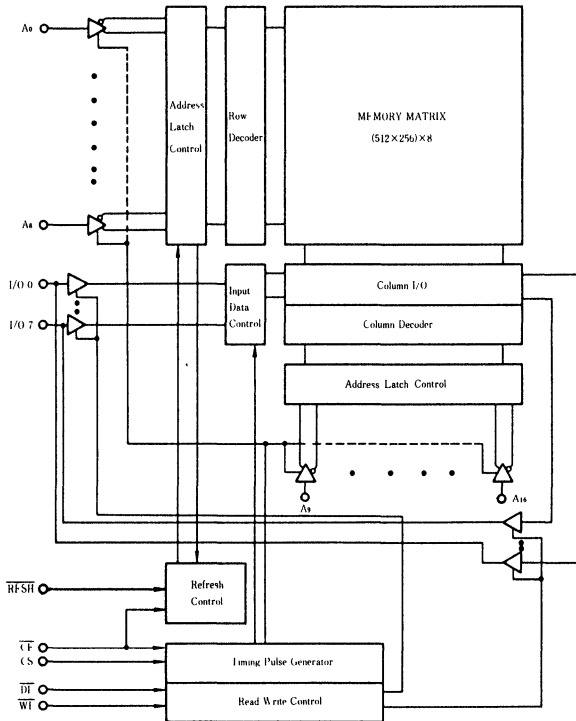 A0
Address
Latch
Control
Row
Decoder
MEMORY MATRIX
(512×256)×8
A8
I/O 0
I/O 7
Input
Data
Control
Column I/O
Column Decoder
Address Latch Control
A9
A16
RFSH
Refresh
Control
CE
CS
Timing Pulse Generator
OE
WE
Read Write Control